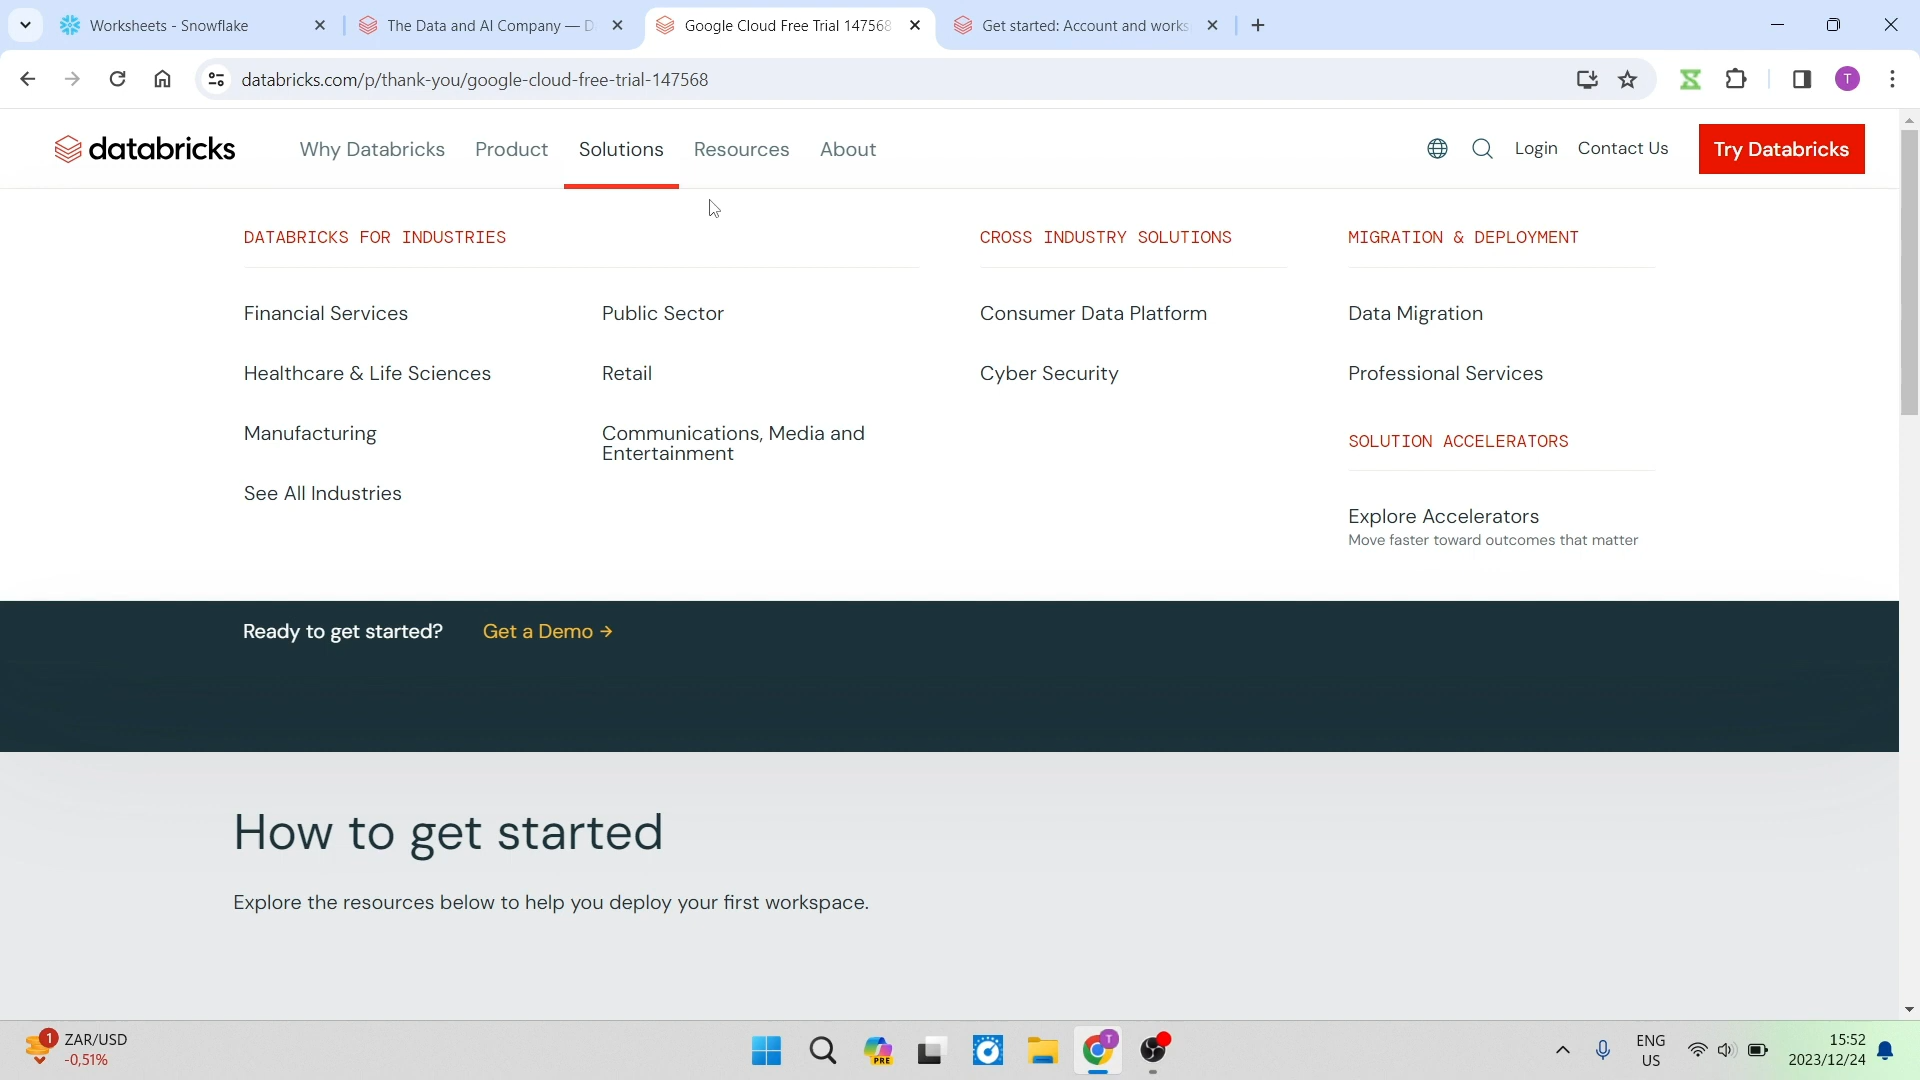 Worksheets - Snowflake
The Data and AI Company — D
Google Cloud Free Trial 147568
Get started: Account and works
databricks.com/p/thank-you/google-cloud-free-trial-147568
T
databricks
Why Databricks
Product
Solutions
Resources
About
Login
Contact Us
Try Databricks
DATABRICKS FOR INDUSTRIES
CROSS INDUSTRY SOLUTIONS
MIGRATION & DEPLOYMENT
Financial Services
Public Sector
Consumer Data Platform
Data Migration
Healthcare & Life Sciences
Retail
Cyber Security
Professional Services
Manufacturing
Communications, Media and
Entertainment
SOLUTION ACCELERATORS
See All Industries
Explore Accelerators
Move faster toward outcomes that matter
Ready to get started?
Get a Demo →
How to get started
Explore the resources below to help you deploy your first workspace.
1
ZAR/USD
-0,51%
PRE
T
ENG
US
15:52
2023/12/24